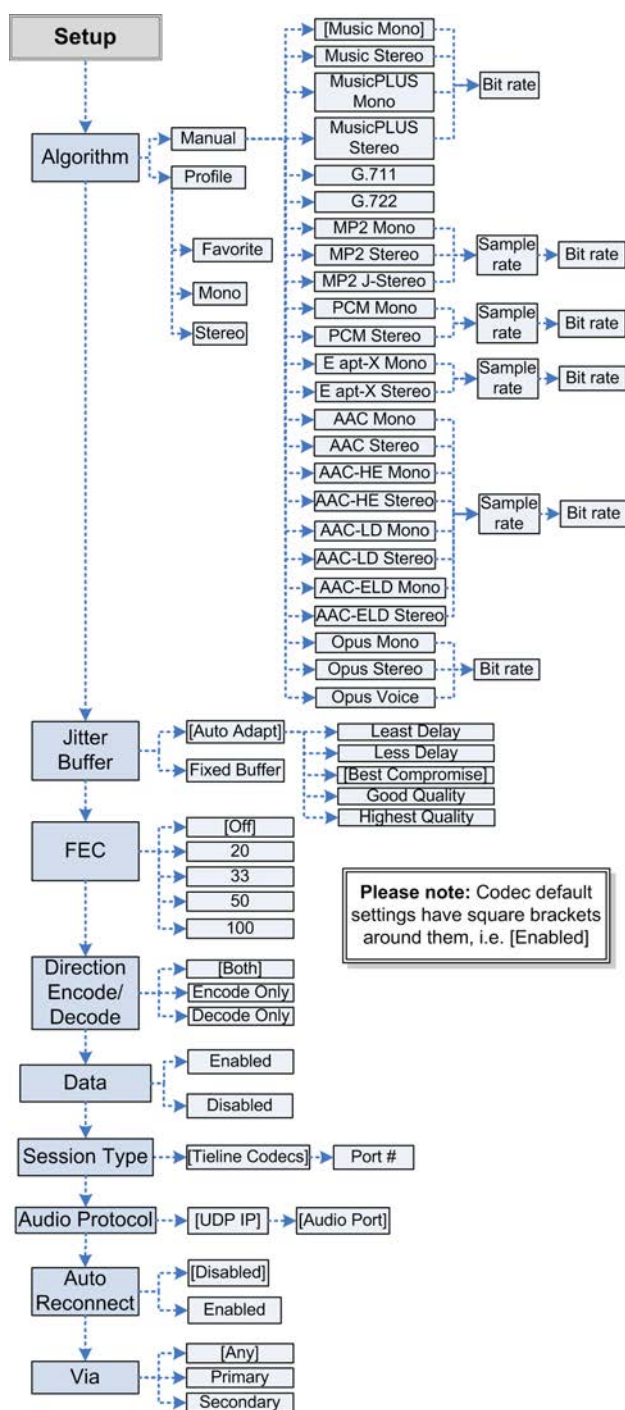 Setup
Algorithm
Manual
Profile
Favorite
Mono
Stereo
[Music Mono]
Music Stereo
MusicPLUS
Mono
MusicPLUS
Stereo
Bit rate
G.711
G.722
MP2 Mono
MP2 Stereo
MP2 J-Stereo
Sample
rate
Bit rate
PCM Mono
PCM Stereo
Sample
rate
Bit rate
E apt-X Mono
E apt-X Stereo
Sample
rate
Bit rate
AAC Mono
AAC Stereo
AAC-HE Mono
AAC-HE Stereo
AAC-LD Mono
AAC-LD Stereo
AAC-ELD Mono
AAC-ELD Stereo
Sample
rate
Bit rate
Opus Mono
Opus Stereo
Opus Voice
Bit rate
Jitter
Buffer
[Auto Adapt]
Fixed Buffer
Least Delay
Less Delay
[Best Compromise]
Good Quality
Highest Quality
FEC
[Off]
20
33
50
100
Please note: Codec default
settings have square brackets
around them, i.e. [Enabled]
Direction
Encode/
Decode
[Both]
Encode Only
Decode Only
Data
Enabled
Disabled
Session Type
[Tieline Codecs]
Port #
Audio Protocol
[UDP IP]
[Audio Port]
Auto
Reconnect
[Disabled]
Enabled
Via
[Any]
Primary
Secondary